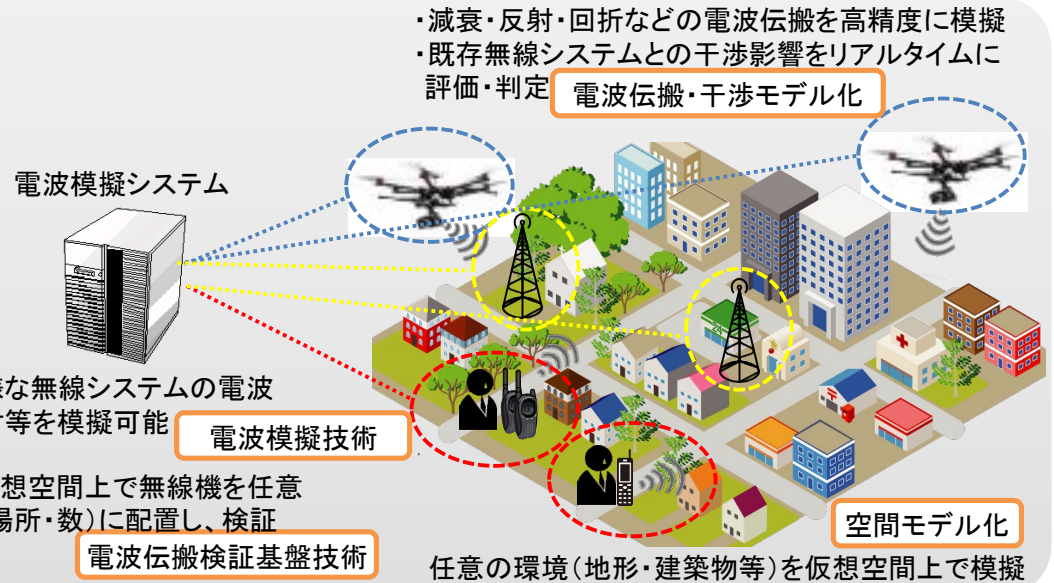 ・減衰・反射・回折などの電波伝搬を高精度に模擬
・既存無線システムとの干渉影響をリアルタイムに
評価・判定
電波伝搬・干渉モデル化
電波模擬システム
な無線システムの電波
等を模擬可能
電波模擬技術
想空間上で無線機を任意
場所・数）に配置し、検証
電波伝搬検証基盤技術
24
空間モデル化
任意の環境（地形・建築物等）を仮想空間上で模擬